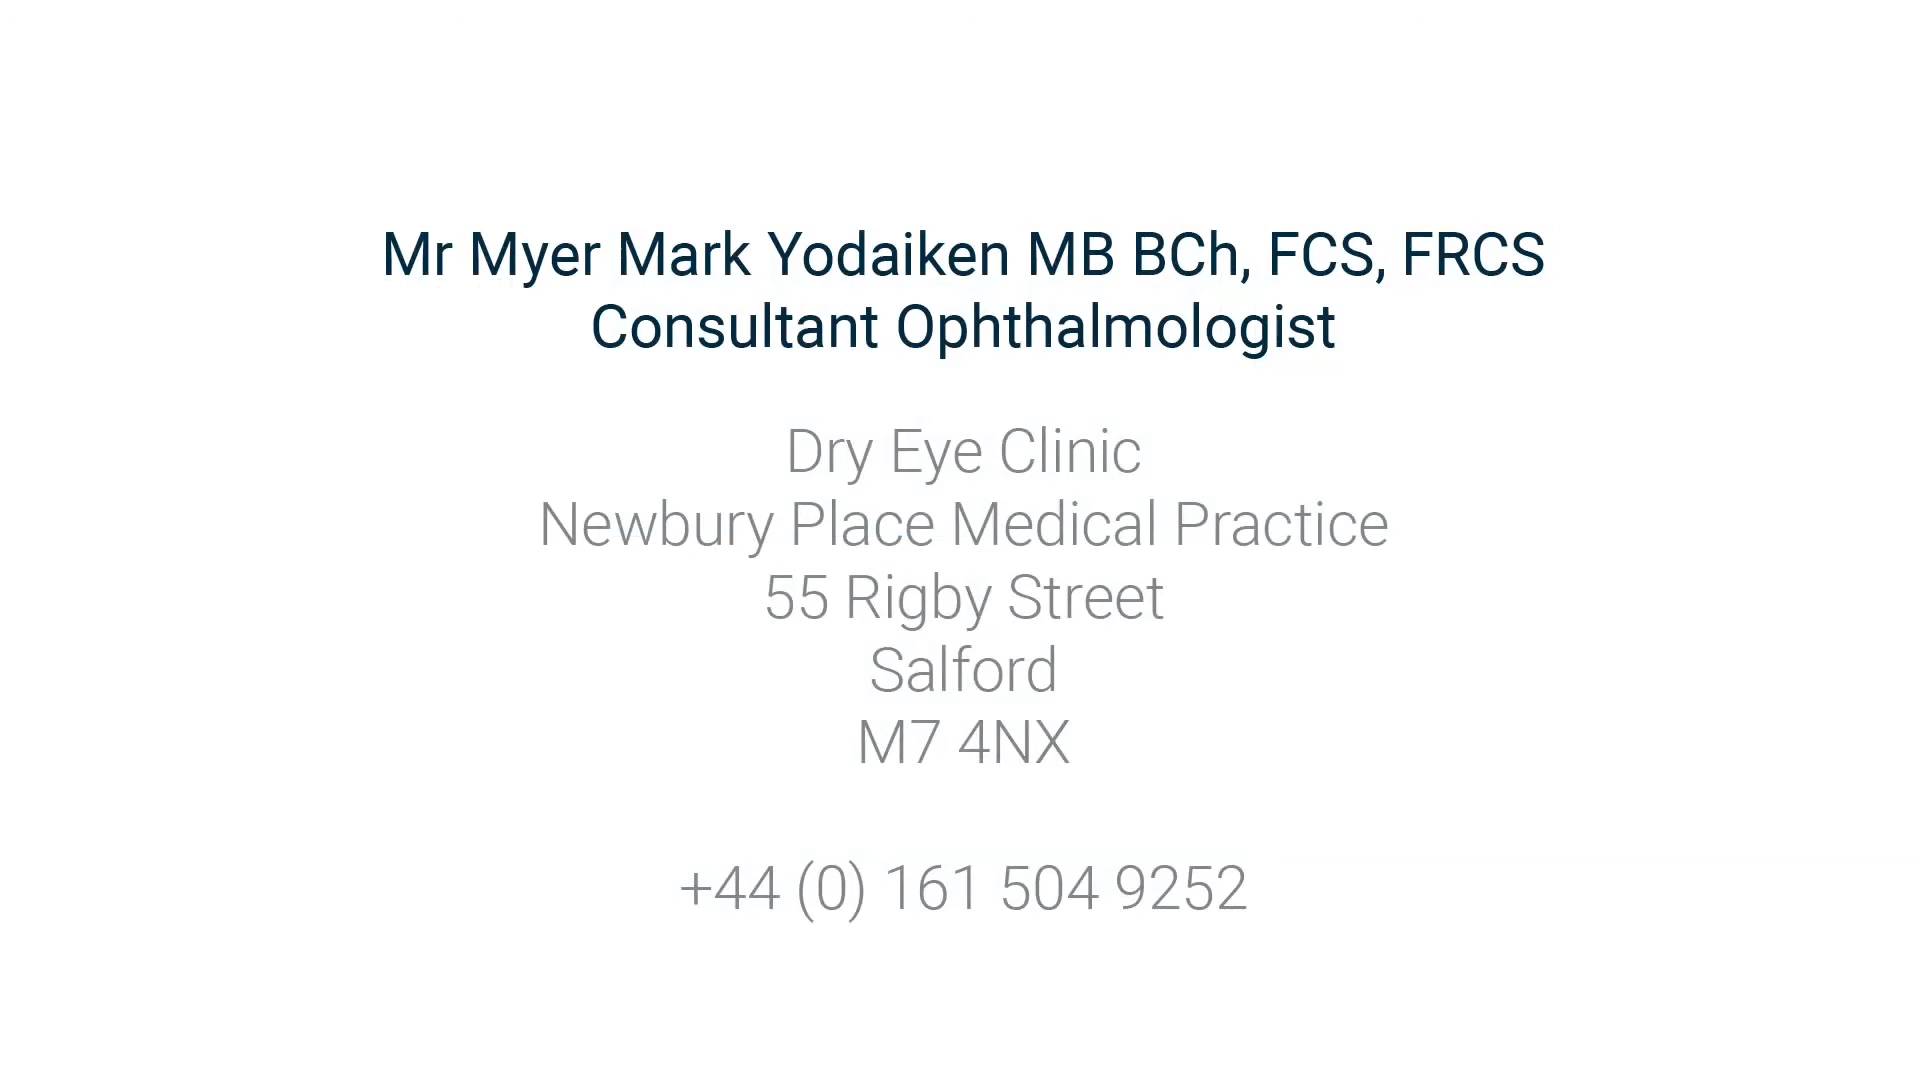 Mr Myer Mark Yodaiken MB BCh, FCS, FRCS
Consultant Ophthalmologist
Dry Eye Clinic
Newbury Place Medical Practice
55 Rigby Street
Salford
M7 4NX
+44 (0) 161 504 9252